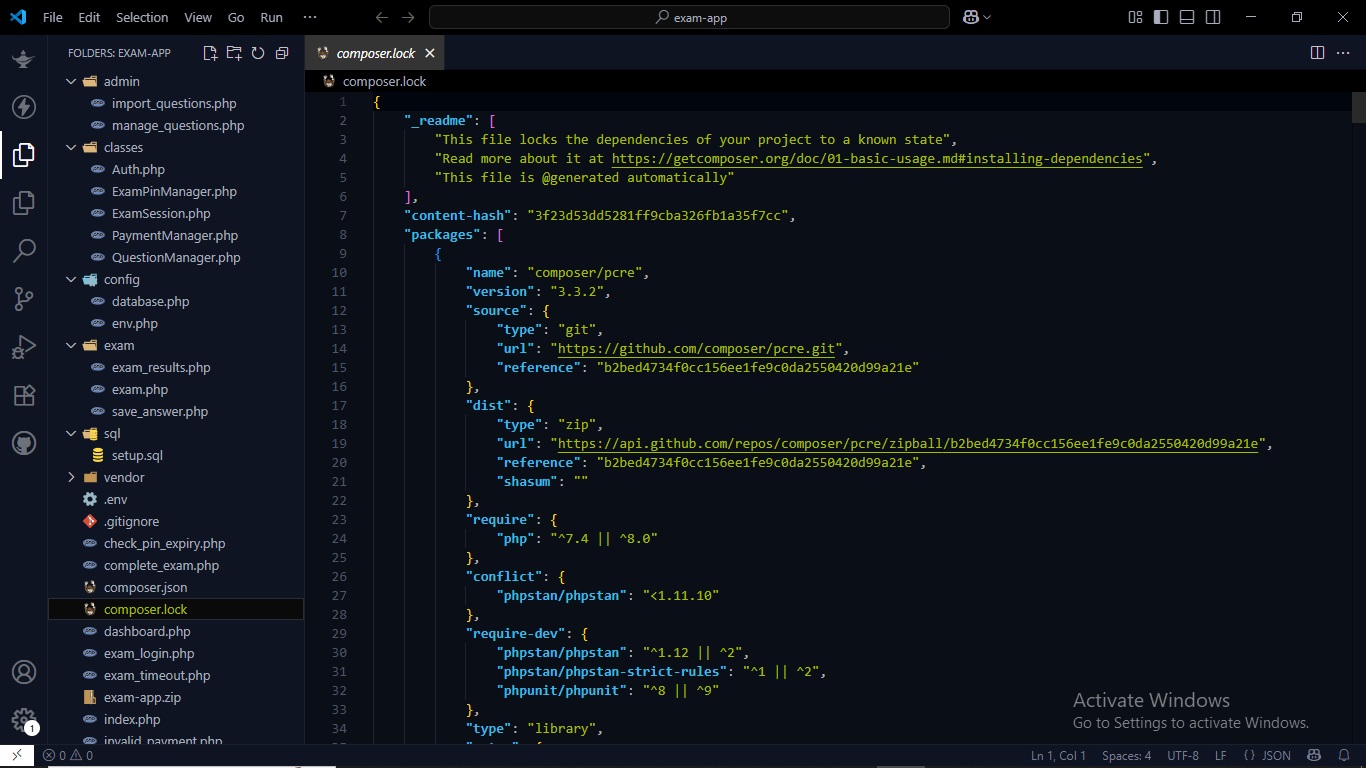 File Edit Selection View Go Run ···
exam-app
FOLDERS: EXAM-APP
admin
import_questions.php
manage_questions.php
classes
Auth.php
ExamPinManager.php
ExamSession.php
PaymentManager.php
QuestionManager.php
config
database.php
env.php
exam
exam_results.php
exam.php
save_answer.php
sql
setup.sql
vendor
.env
.gitignore
check_pin_expiry.php
complete_exam.php
composer.json
composer.lock
dashboard.php
exam_login.php
exam_timeout.php
exam-app.zip
index.php
invalid_payment.php
1
composer.lock
composer.lock
1 {
2 "_readme": [
3 "This file locks the dependencies of your project to a known state",
4 "Read more about it at https://getcomposer.org/doc/01-basic-usage.md#installing-dependencies",
5 "This file is @generated automatically"
6 ],
7 "content-hash": "3f23d53dd5281ff9cba326fb1a35f7cc",
8 "packages": [
9 {
10 "name": "composer/pcre",
11 "version": "3.3.2",
12 "source": {
13 "type": "git",
14 "url": "https://github.com/composer/pcre.git",
15 "reference": "b2bed4734f0cc156ee1fe9c0da2550420d99a21e"
16 },
17 "dist": {
18 "type": "zip",
19 "url": "https://api.github.com/repos/composer/pcre/zipball/b2bed4734f0cc156ee1fe9c0da2550420d99a21e",
20 "reference": "b2bed4734f0cc156ee1fe9c0da2550420d99a21e",
21 "shasum": ""
22 },
23 "require": {
24 "php": "^7.4 || ^8.0"
25 },
26 "conflict": {
27 "phpstan/phpstan": "<1.11.10"
28 },
29 "require-dev": {
30 "phpstan/phpstan": "^1.12 || ^2",
31 "phpstan/phpstan-strict-rules": "^1 || ^2",
32 "phpunit/phpunit": "^8 || ^9"
33 },
34 "type": "library",
Activate Windows
Go to Settings to activate Windows.
0 0
Ln 1, Col 1 Spaces: 4 UTF-8 LF {} JSON